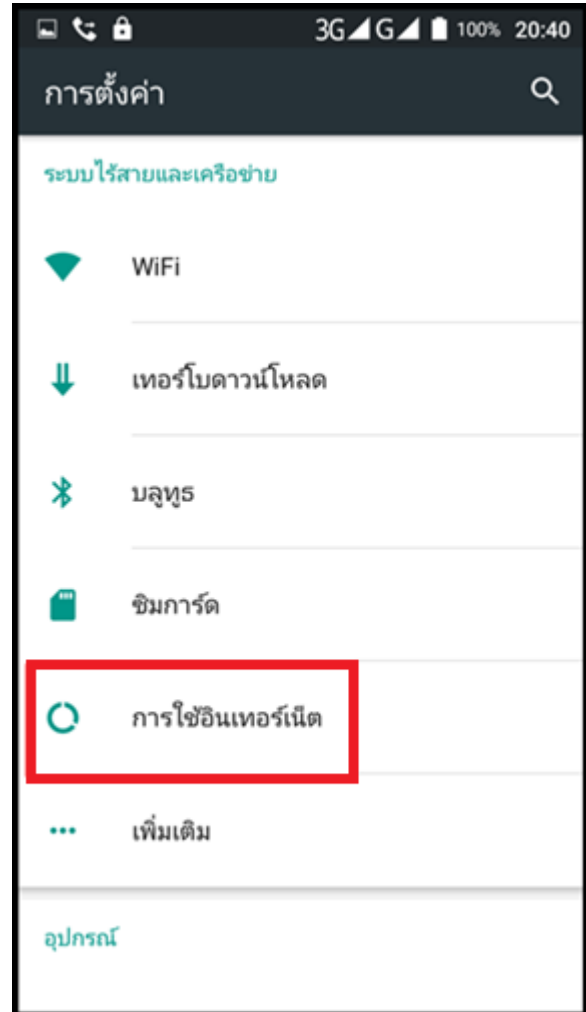 3G G 100% 20:40
การตั้งค่า
ระบบไร้สายและเครือข่าย
WiFi
เทอร์โบดาวน์โหลด
บลูทูธ
ซิมการ์ด
การใช้อินเทอร์เน็ต
เพิ่มเติม
อุปกรณ์